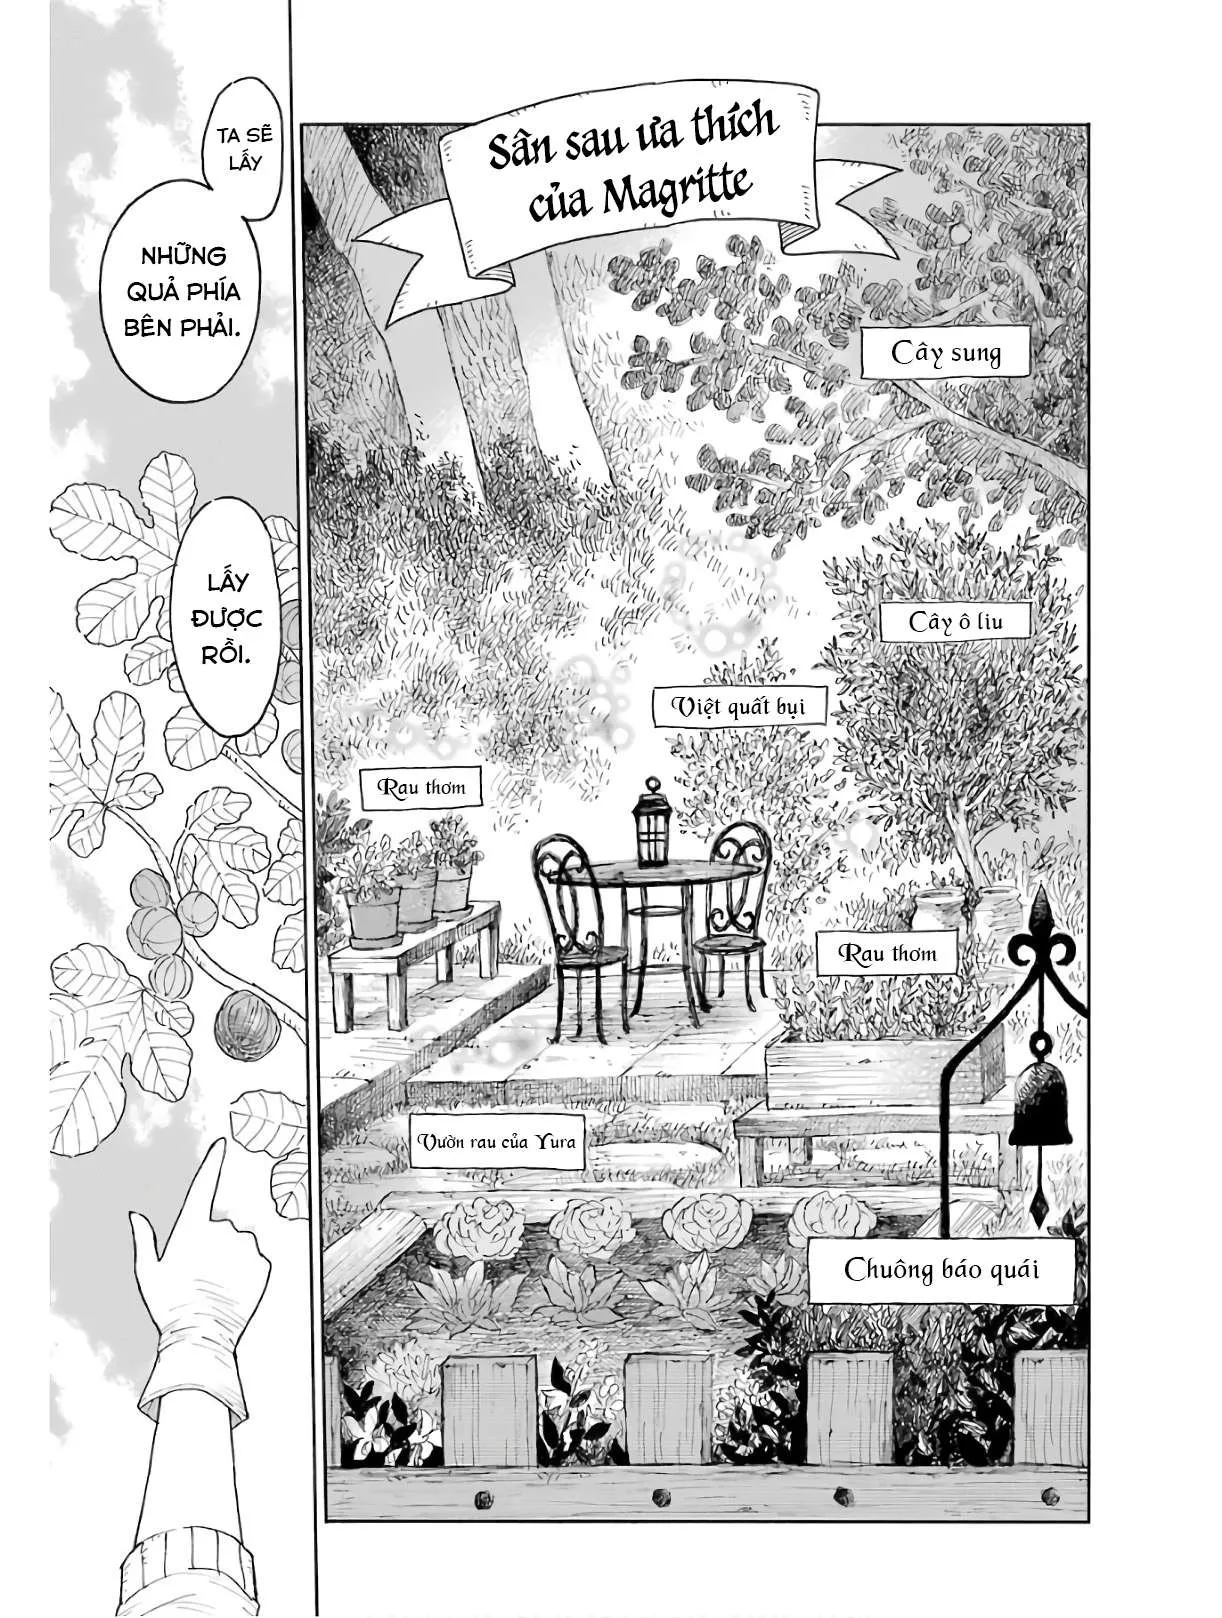 Sân sau ưa thích
của Magritte
Cây sung
Cây ô liu
Việt quất bụi
Rau thơm
Rau thơm
Vườn rau của Yura
Chuông báo quái
TA SẼ
LẤY
NHỮNG
QUẢ PHÍA
BÊN PHẢI.
LẤY
ĐƯỢC
RỒI.